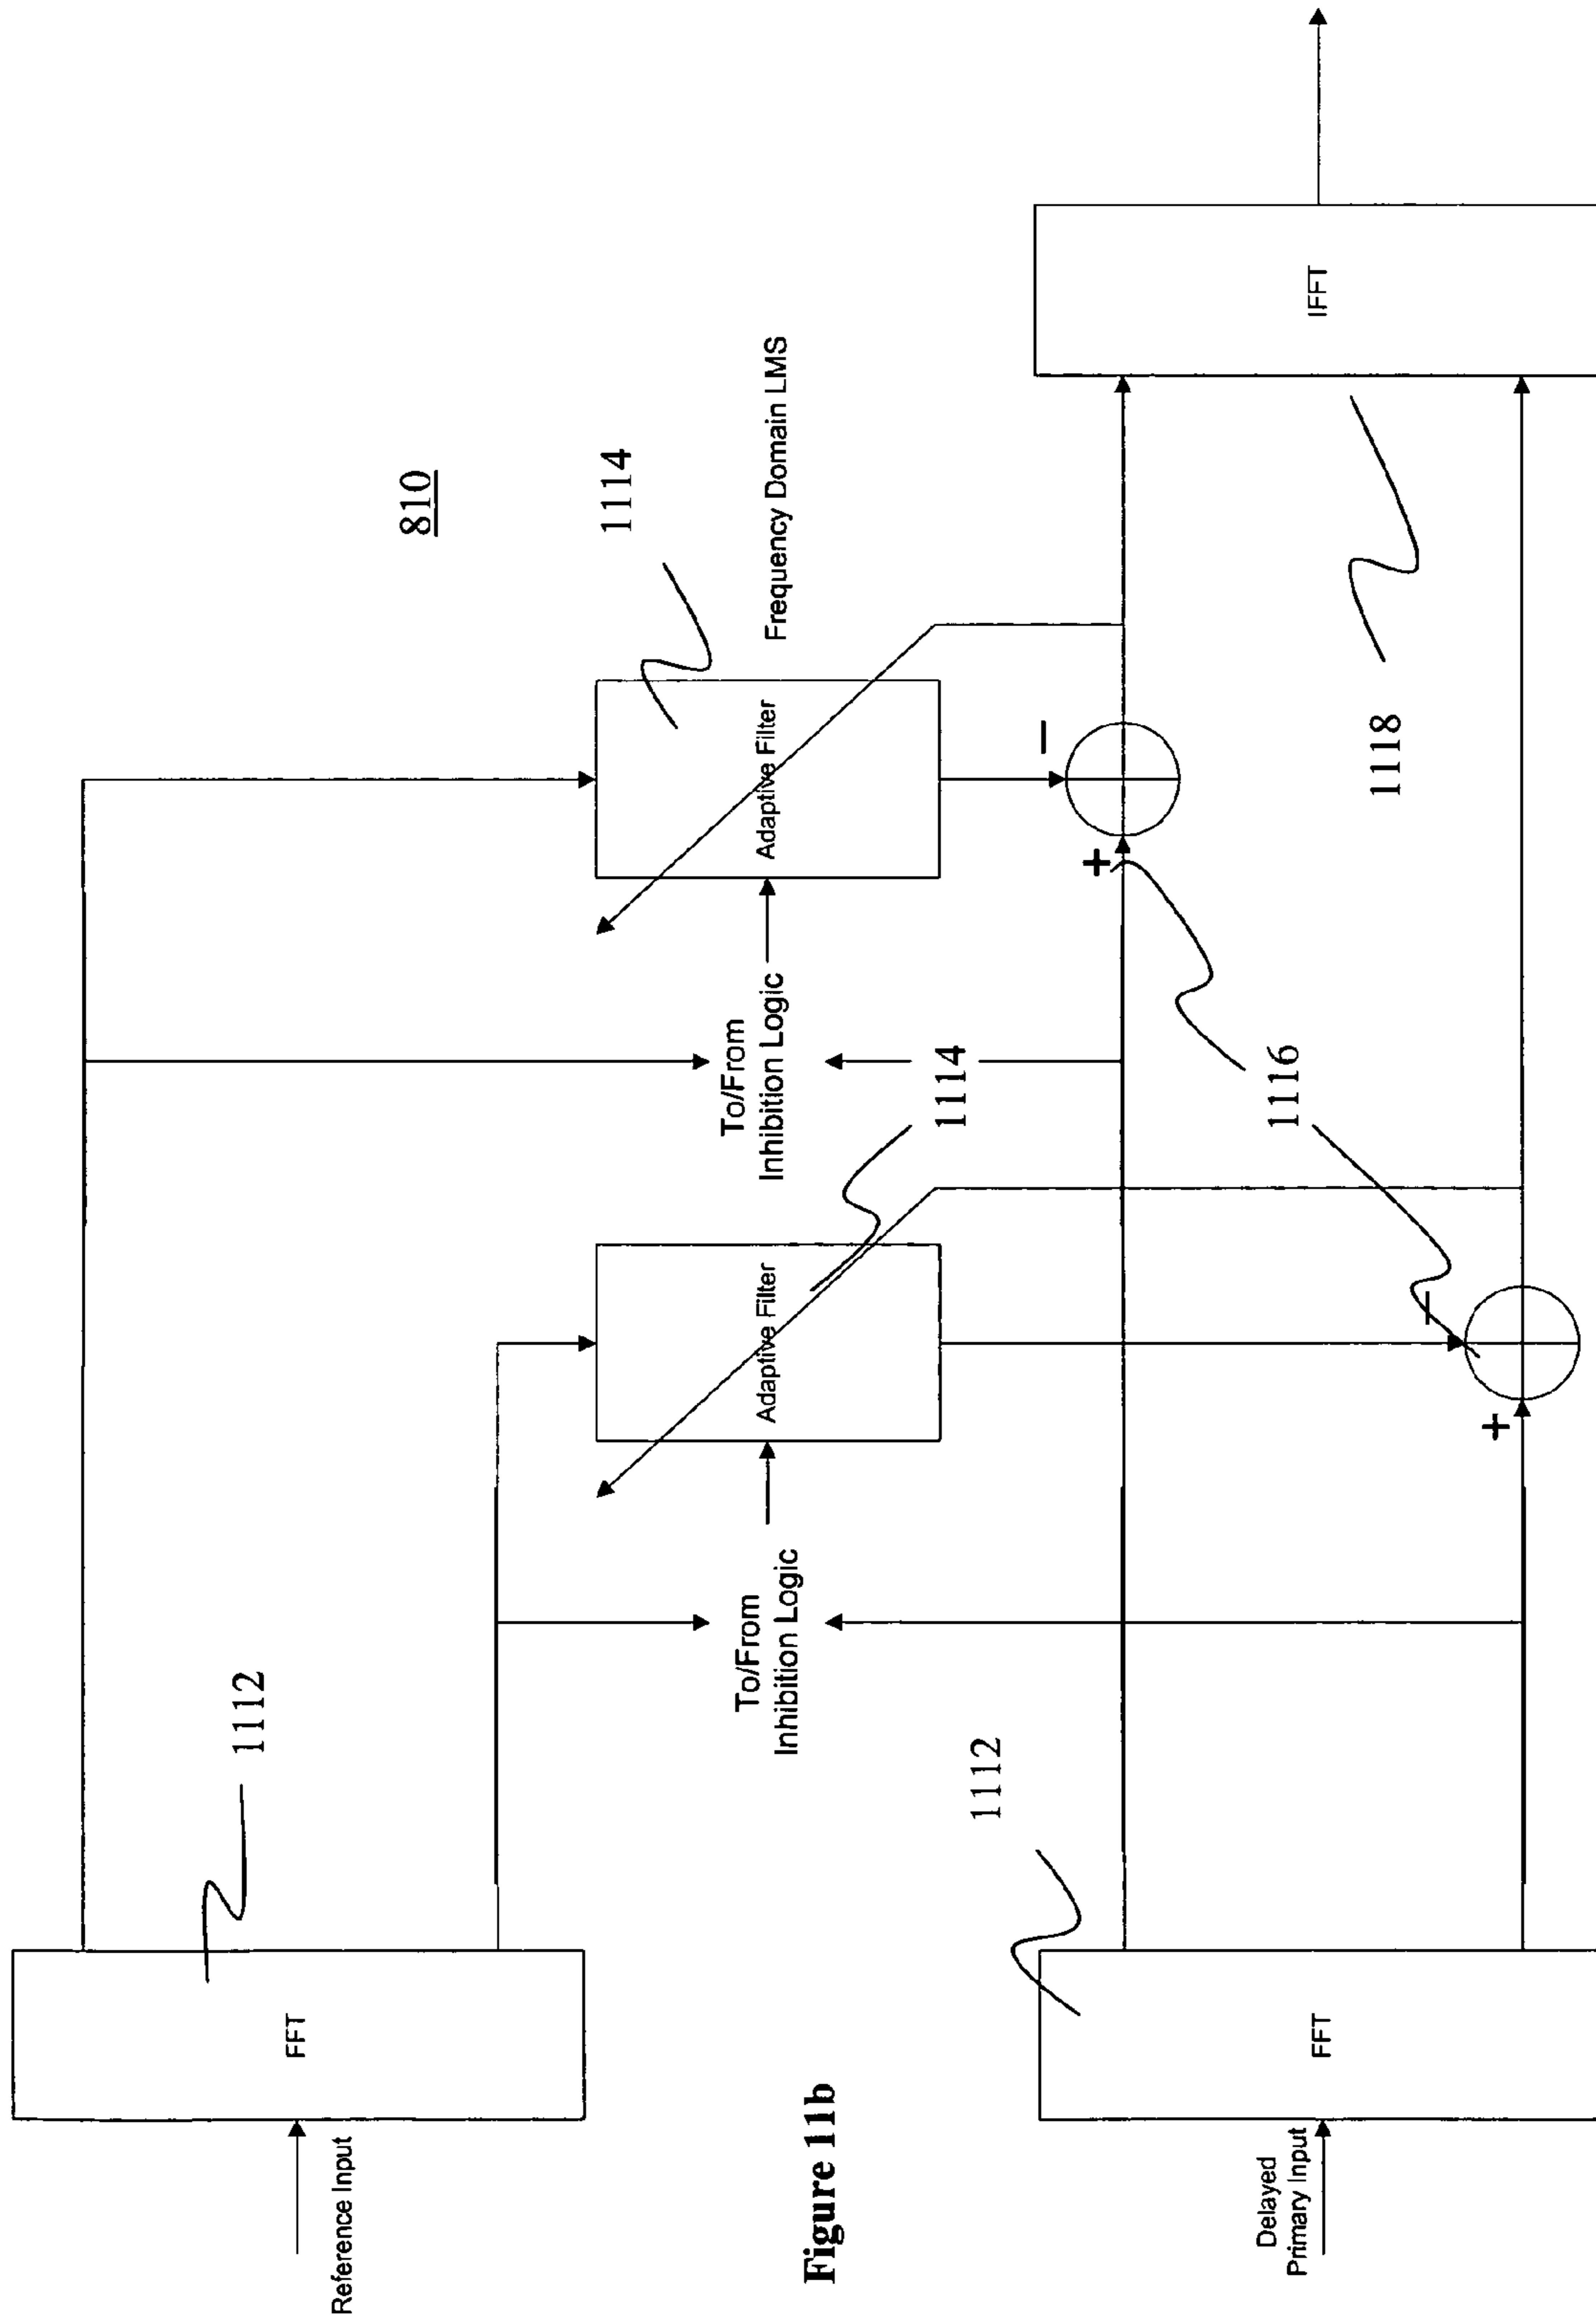 810
1114
Frequency Domain LMS
Adaptive Filter
−
+
To/From
Inhibition Logic
1112
FFT
Reference Input
Adaptive Filter
1114
To/From
Inhibition Logic
1116
−
+
1112
FFT
Delayed
Primary Input
IFFT
1118
Figure 11b